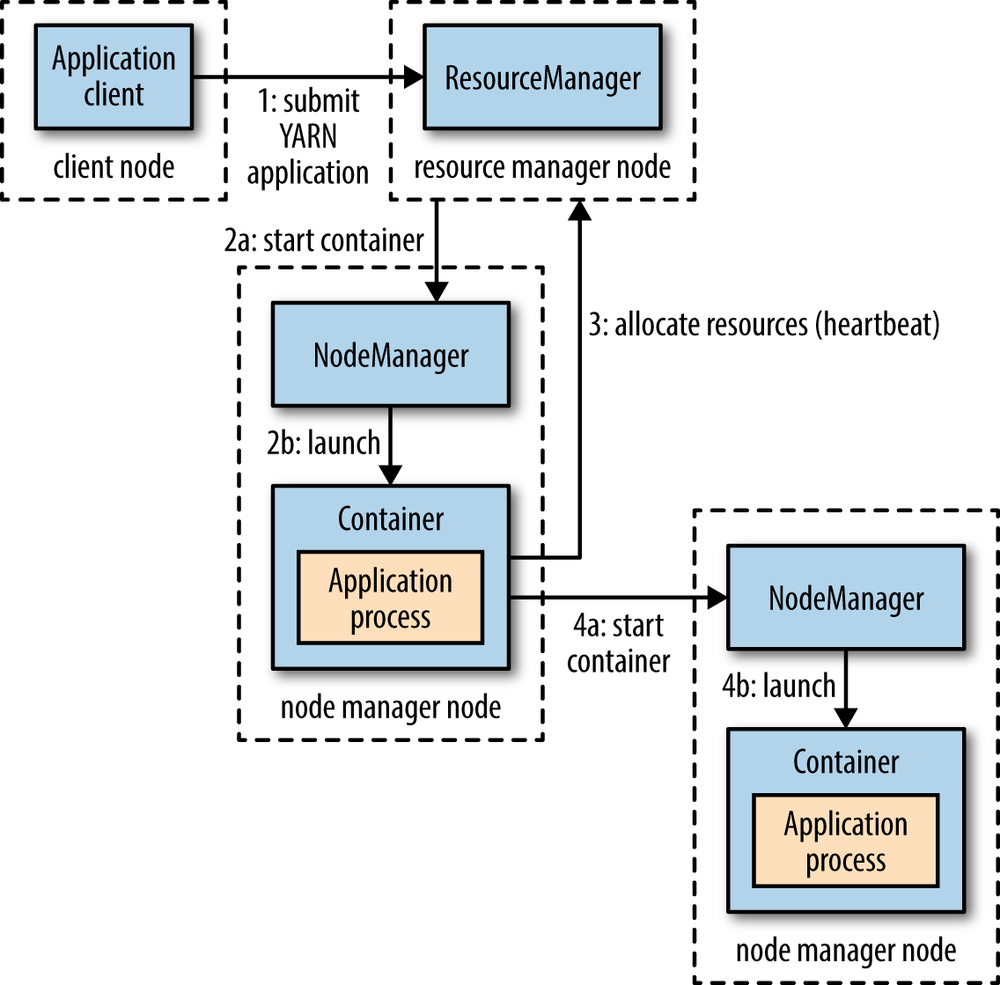 Application
client
client node
1: submit
YARN
application
ResourceManager
resource manager node
2a: start container
NodeManager
2b: launch
Container
Application
process
node manager node
3: allocate resources (heartbeat)
4a: start
container
NodeManager
4b: launch
Container
Application
process
node manager node